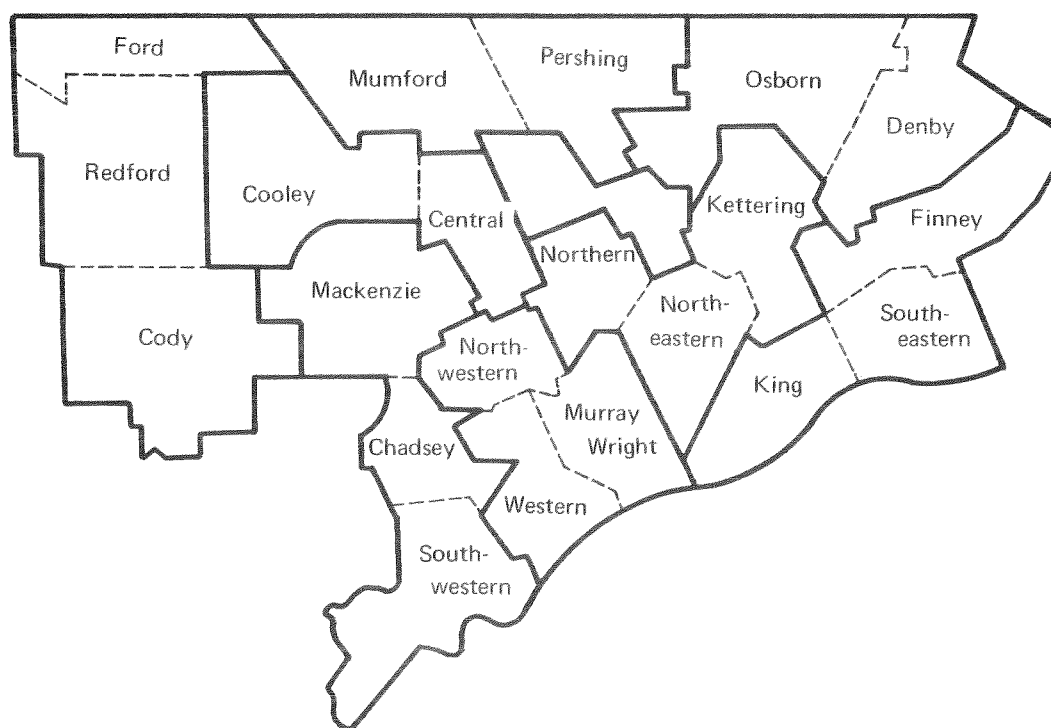 Ford
Mumford
Pershing
Osborn
Denby
Redford
Cooley
Central
Kettering
Finney
Northern
Mackenzie
North-
eastern
South-
eastern
Cody
North-
western
King
Murray
Wright
Chadsey
Western
South-
western